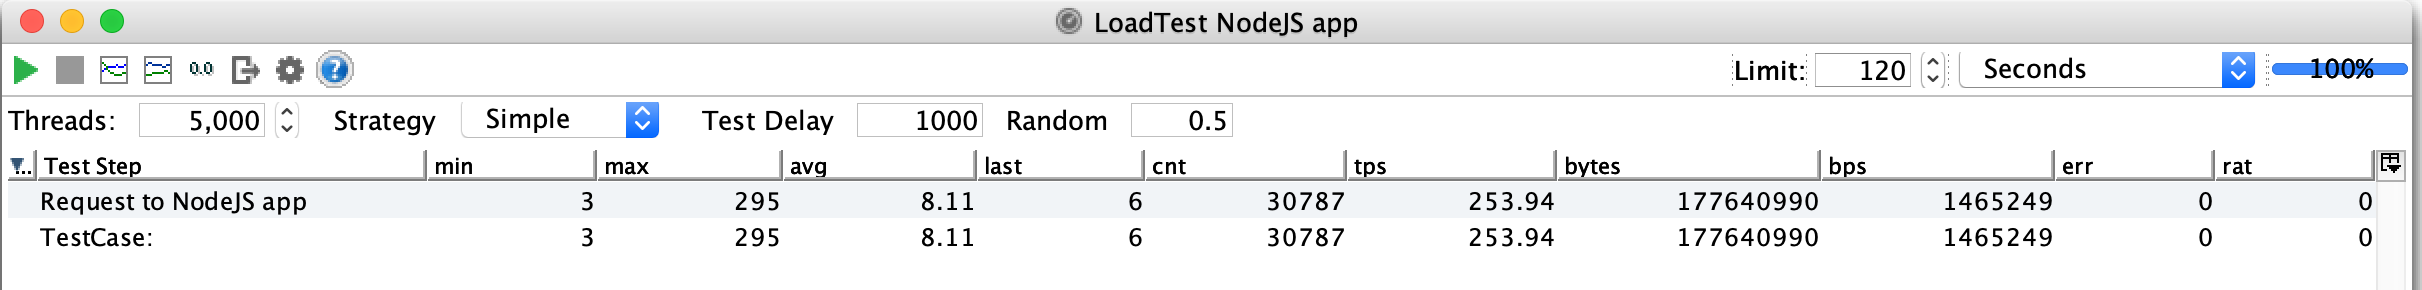 LoadTest NodeJS app
0.0 ? Limit: 120 Seconds 100%
Threads: 5,000 Strategy Simple Test Delay 1000 Random 0.5
... Test Step min max avg last cnt tps bytes bps err rat
Request to NodeJS app 3 295 8.11 6 30787 253.94 177640990 1465249 0 0
TestCase: 3 295 8.11 6 30787 253.94 177640990 1465249 0 0